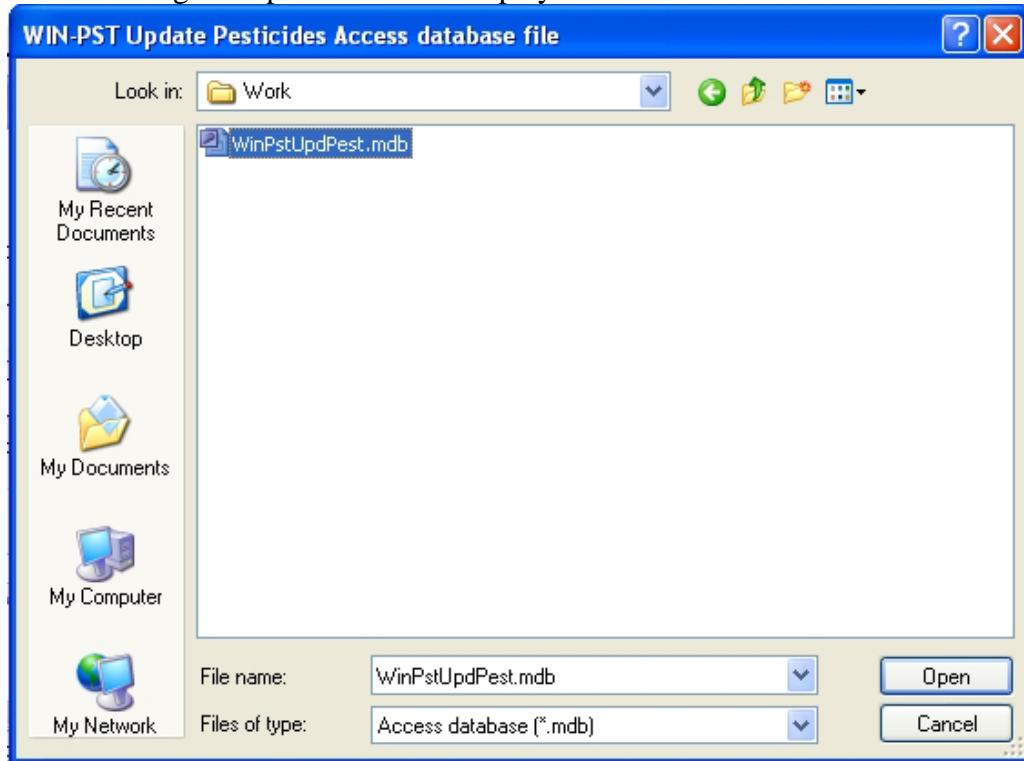 WIN-PST Update Pesticides Access database file
Look in: Work
WinPstUpdPest.mdb
My Recent
Documents
Desktop
My Documents
My Computer
My Network
File name: WinPstUpdPest.mdb Open
Files of type: Access database (*.mdb) Cancel